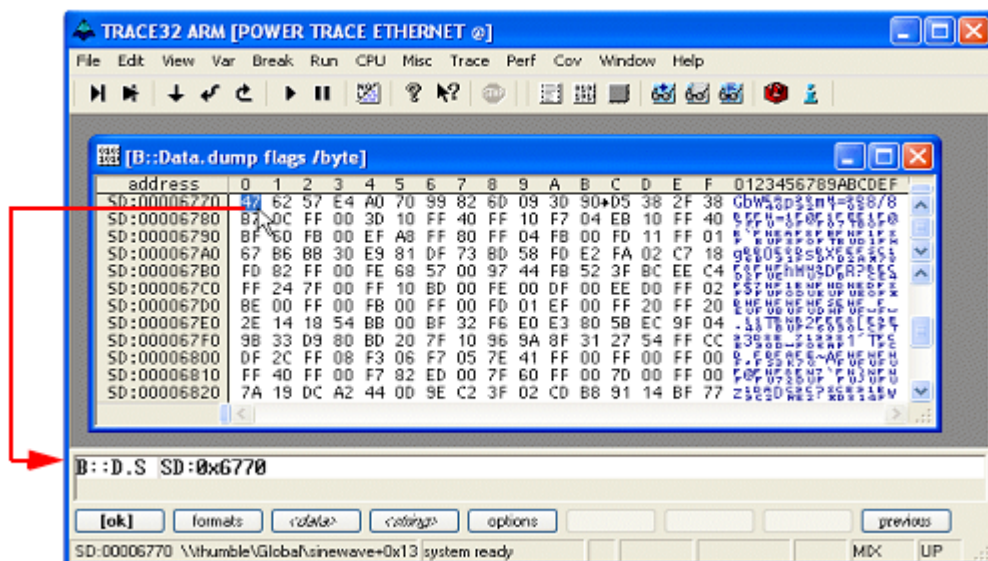 TRACE32 ARM [POWER TRACE ETHERNET @]
File Edit View Var Break Run CPU Misc Trace Perf Cov Window Help
[B::Data.dump flags /byte]
address 0 1 2 3 4 5 6 7 8 9 A B C D E F 0123456789ABCDEF
SD:00006770 47 62 57 E4 A0 70 99 82 6D 09 3D 90 D5 38 2F 38
SD:00006780 B7 0C FF 00 3D 10 FF 40 FF 10 F7 04 EB 10 FF 40
SD:00006790 BF 60 FB 00 EF A8 FF 80 FF 04 FB 00 FD 11 FF 01
SD:000067A0 67 B6 B8 30 E9 81 DF 73 BD 58 FD E2 FA 02 C7 18
SD:000067B0 FD 82 FF 00 FE 68 57 00 97 44 FB 52 3F BC EE C4
SD:000067C0 FF 24 7F 00 FF 10 BD 00 FE 00 DF 00 EE D0 FF 02
SD:000067D0 BE 00 FF 00 FB 00 FF 00 FD 01 EF 00 FF 20 FF 20
SD:000067E0 2E 14 18 54 BB 00 BF 32 F6 E0 E3 80 5B EC 9F 04
SD:000067F0 9B 33 D9 80 BD 20 7F 10 96 9A 8F 31 27 54 FF CC
SD:00006800 DF 2C FF 08 F3 06 F7 05 7E 41 FF 00 FF 00 FF 00
SD:00006810 FF 40 FF 00 F7 82 ED 00 7F 60 FF 00 7D 00 FF 00
SD:00006820 7A 19 DC A2 44 0D 9E C2 3F 02 CD B8 91 14 BF 77
B::D.S SD:0x6770
[ok] formats <data> <string> options previous
SD:00006770 \\thumble\Global\sinewave+0x13 system ready MIX UP